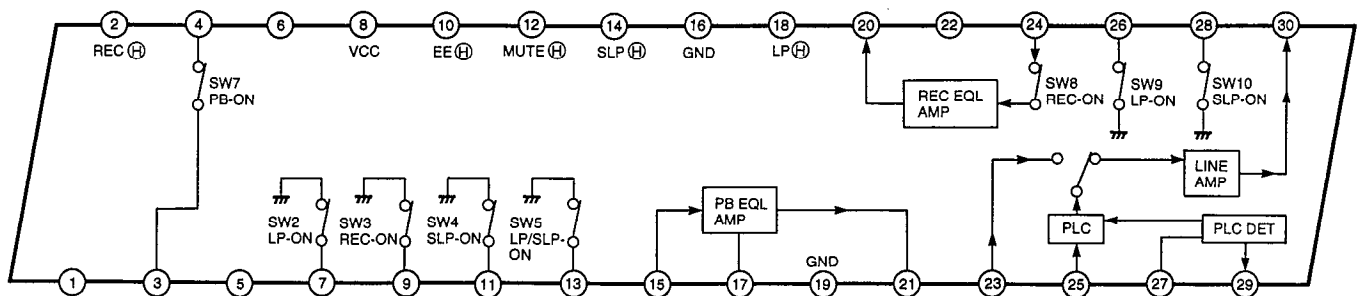 2 4 6 8 10 12 14 16 18 20 22 24 26 28 30
REC Ⓗ VCC EE Ⓗ MUTE Ⓗ SLP Ⓗ GND LP Ⓗ
SW7
PB-ON
REC EQL
AMP
SW8
REC-ON
SW9
LP-ON
SW10
SLP-ON
SW2
LP-ON
SW3
REC-ON
SW4
SLP-ON
SW5
LP/SLP-
ON
PB EQL
AMP
LINE
AMP
PLC
PLC DET
GND
1 3 5 7 9 11 13 15 17 19 21 23 25 27 29